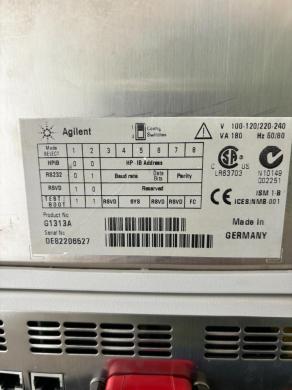 Agilent
Config Switches
V 100-120/220-240
VA 180 Hz 50/60
Mode SELECT 1 2 3 4 5 6 7 8
HPIB 0 0 HP-IB Address
RS232 0 1 Baud rate Data Bits Parity
RSVD 1 0 Reserved
TEST BOOT 1 1 RSVD SYS RSVD RSVD FC
LR63703
N10149
002251
ISM 1-B
ICES/NMB-001
Product No
G1313A
Serial No
DE82206527
Made in
GERMANY